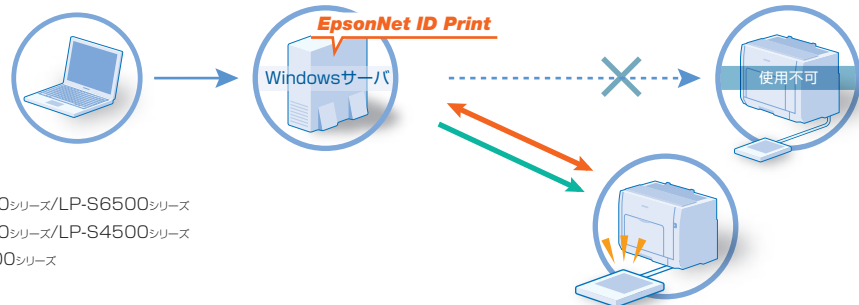 EpsonNet ID Print
Windowsサーバ
使用不可
0シリーズ/LP-S6500シリーズ
0シリーズ/LP-S4500シリーズ
00シリーズ